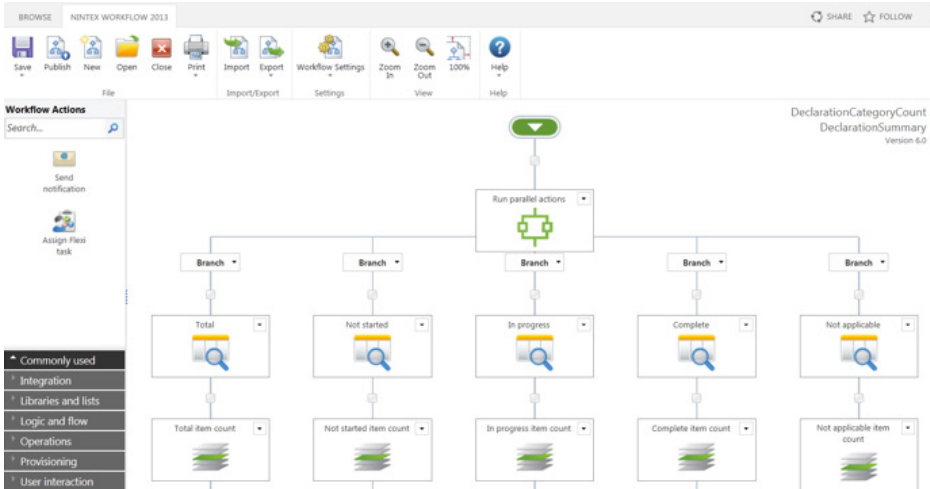 BROWSE NINTEX WORKFLOW 2013 SHARE FOLLOW
Save Publish New Open Close Print Import Export Workflow Settings Zoom In Zoom Out 100% Help
File Import/Export Settings View Help
Workflow Actions
Search...
Send
notification
Assign Flexi
task
Commonly used
Integration
Libraries and lists
Logic and flow
Operations
Provisioning
User interaction
DeclarationCategoryCount
DeclarationSummary
Version 6.0
Run parallel actions
Branch Branch Branch Branch Branch
Total Not started In progress Complete Not applicable
Total item count Not started item count In progress item count Complete item count Not applicable item
count